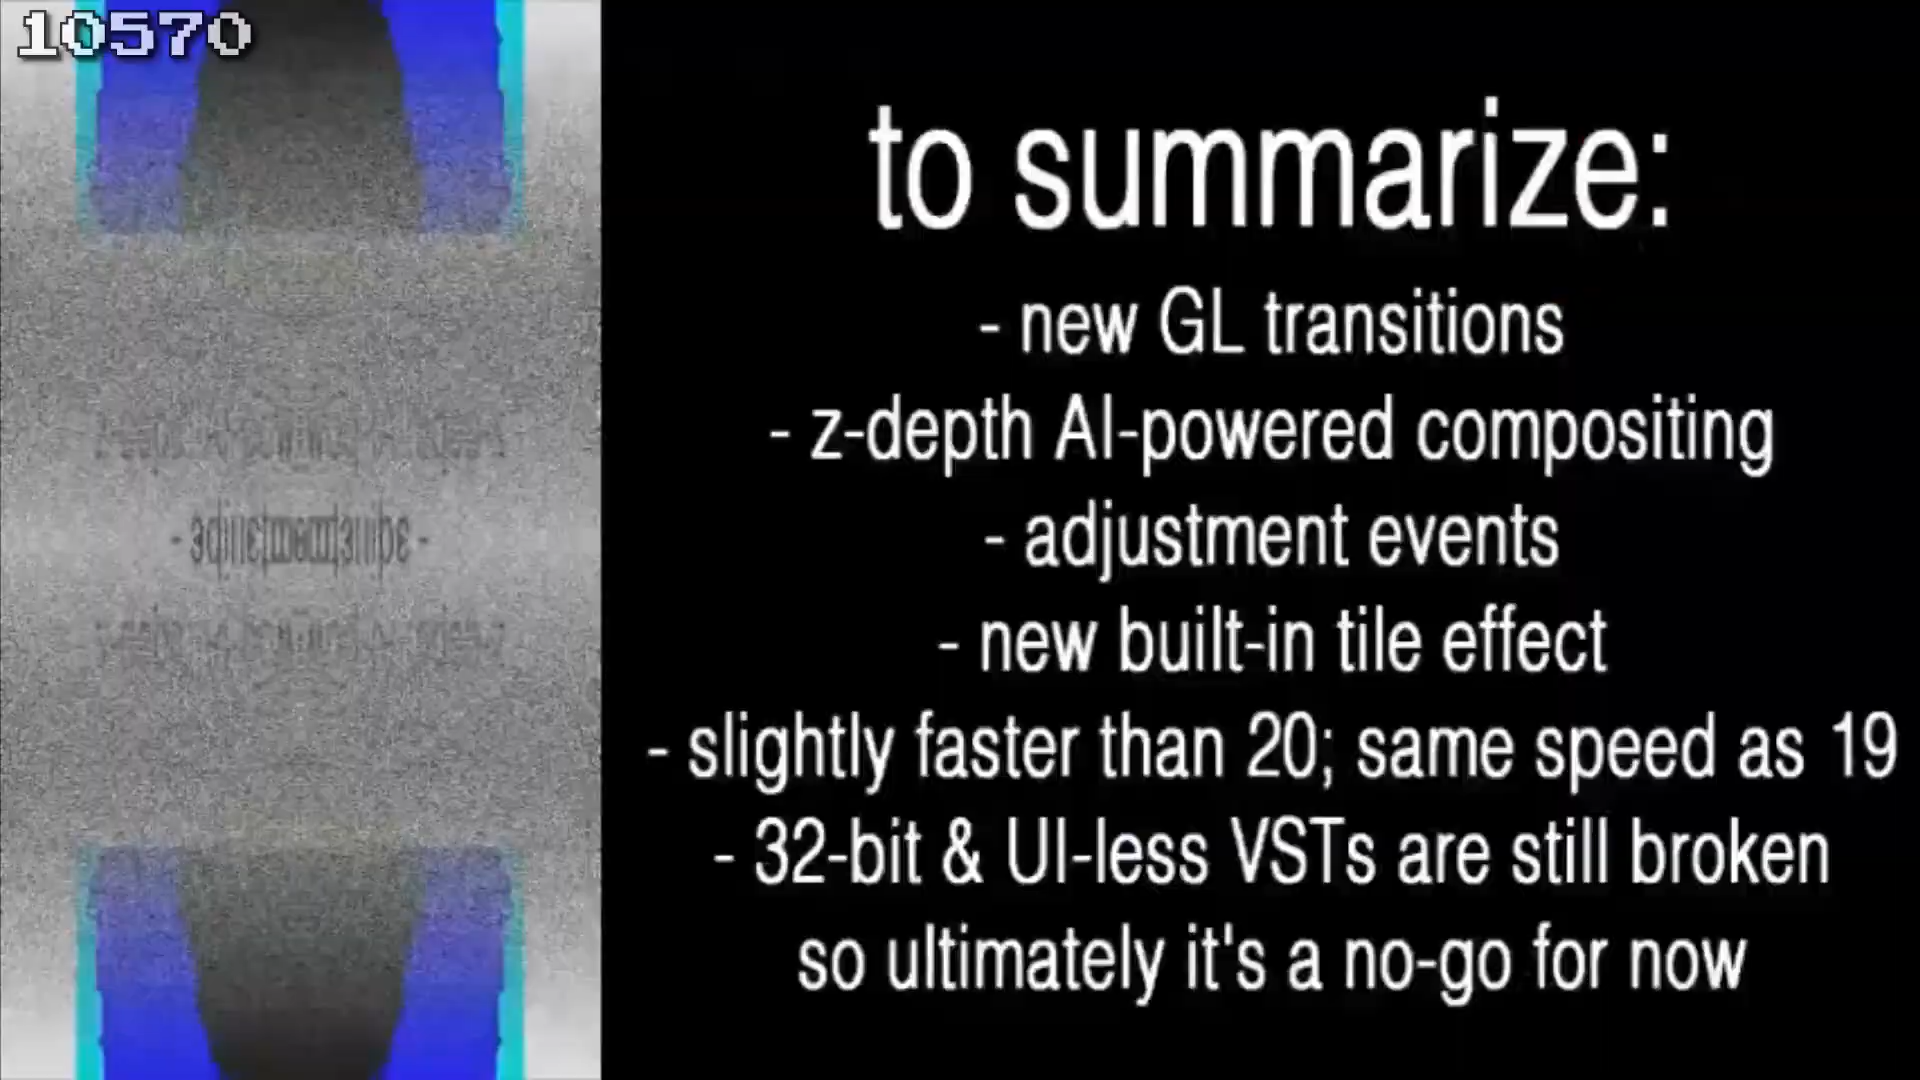 10570
to summarize:
- new GL transitions
- z-depth AI-powered compositing
- adjustment events
- new built-in tile effect
- slightly faster than 20; same speed as 19
- 32-bit & UI-less VSTs are still broken
so ultimately it's a no-go for now